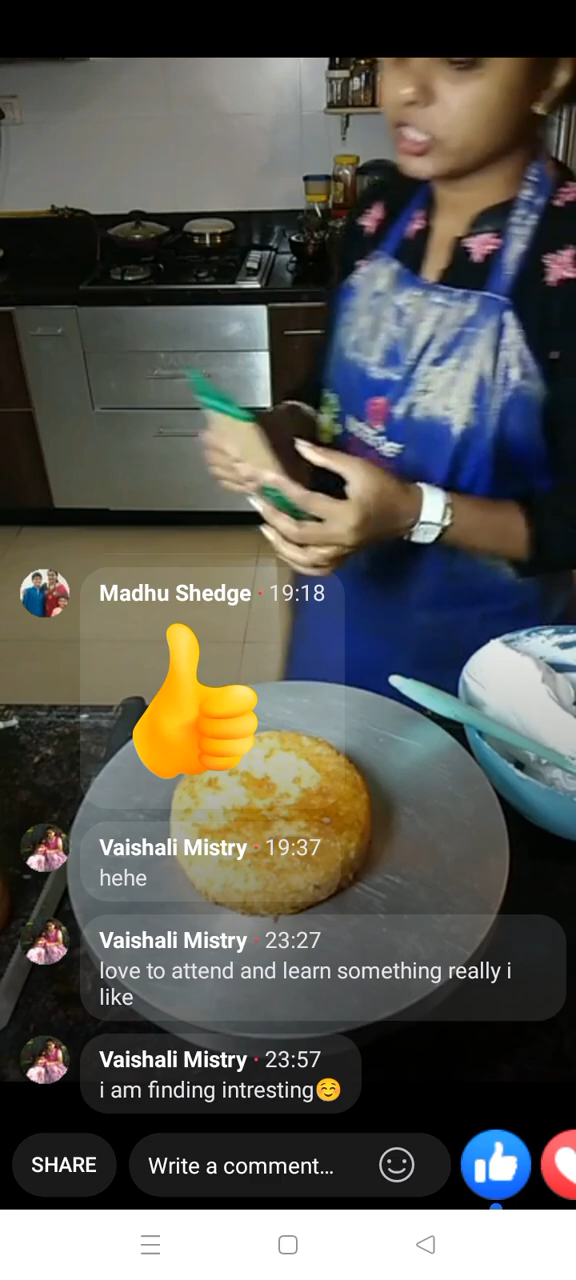 Madhu Shedge · 19:18
Vaishali Mistry · 19:37
hehe
Vaishali Mistry · 23:27
love to attend and learn something really i
like
Vaishali Mistry · 23:57
i am finding intresting☺️
SHARE
Write a comment...